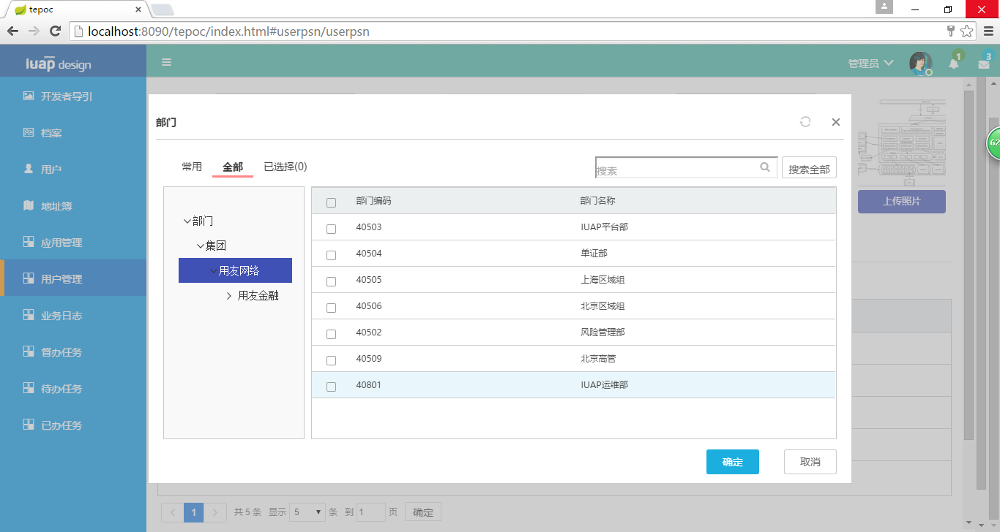 tepoc
localhost:8090/tepoc/index.html#userpsn/userpsn
iuap design
管理员
1
3
开发者导引
档案
用户
地址簿
应用管理
用户管理
业务日志
督办任务
待办任务
已办任务
部门
常用 全部 已选择(0)
搜索
搜索全部
部门
集团
用友网络
用友金融
部门编码 部门名称
40503 IUAP平台部
40504 单证部
40505 上海区域组
40506 北京区域组
40502 风险管理部
40509 北京高管
40801 IUAP运维部
确定 取消
上传照片
62
1 共 5 条 显示 5 条 到 1 页 确定